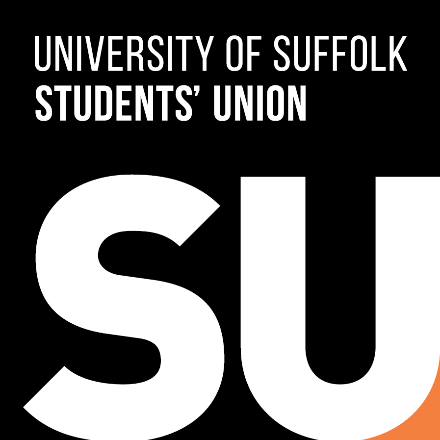 UNIVERSITY OF SUFFOLK
STUDENTS’ UNION
SU